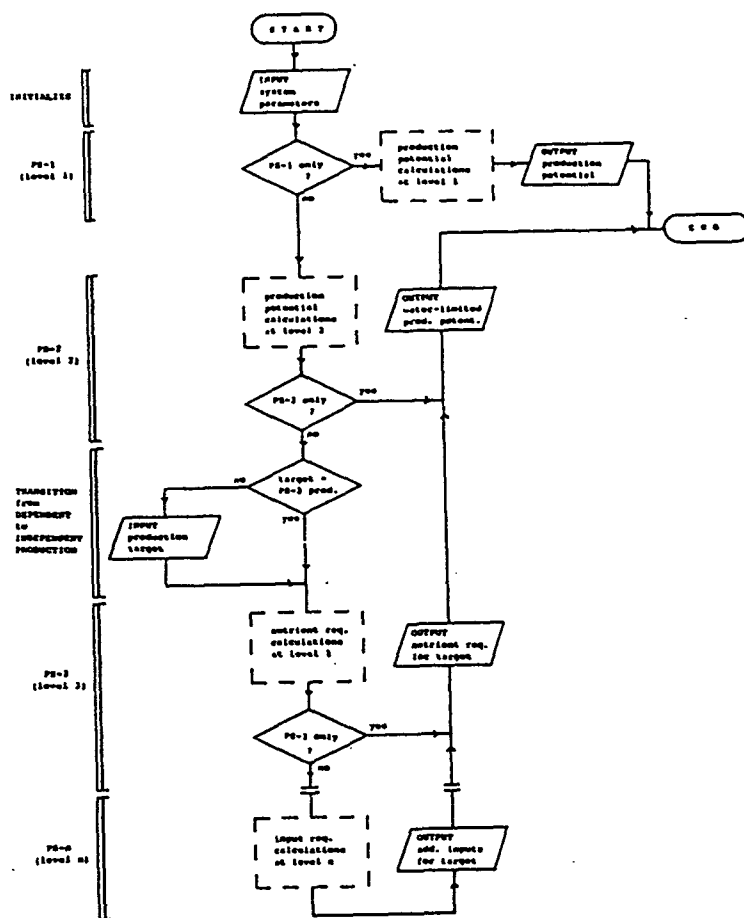 START
INPUT
system
parameters
INITIALIZE
PS-1
(level 1)
PS-1 only
?
yes
no
production
potential
calculations
at level 1
OUTPUT
production
potential
END
production
potential
calculations
at level 2
OUTPUT
water-limited
prod. potent.
PS-2
(level 2)
PS-2 only
?
yes
no
TRANSITION
from
DEPENDENT
to
INDEPENDENT
PRODUCTION
target =
PS-2 prod.
no
yes
INPUT
production
target
nutrient req.
calculations
at level 3
OUTPUT
nutrient req.
for target
PS-3
(level 3)
PS-3 only
?
yes
no
PS-n
(level n)
input req.
calculations
at level n
OUTPUT
add. inputs
for target